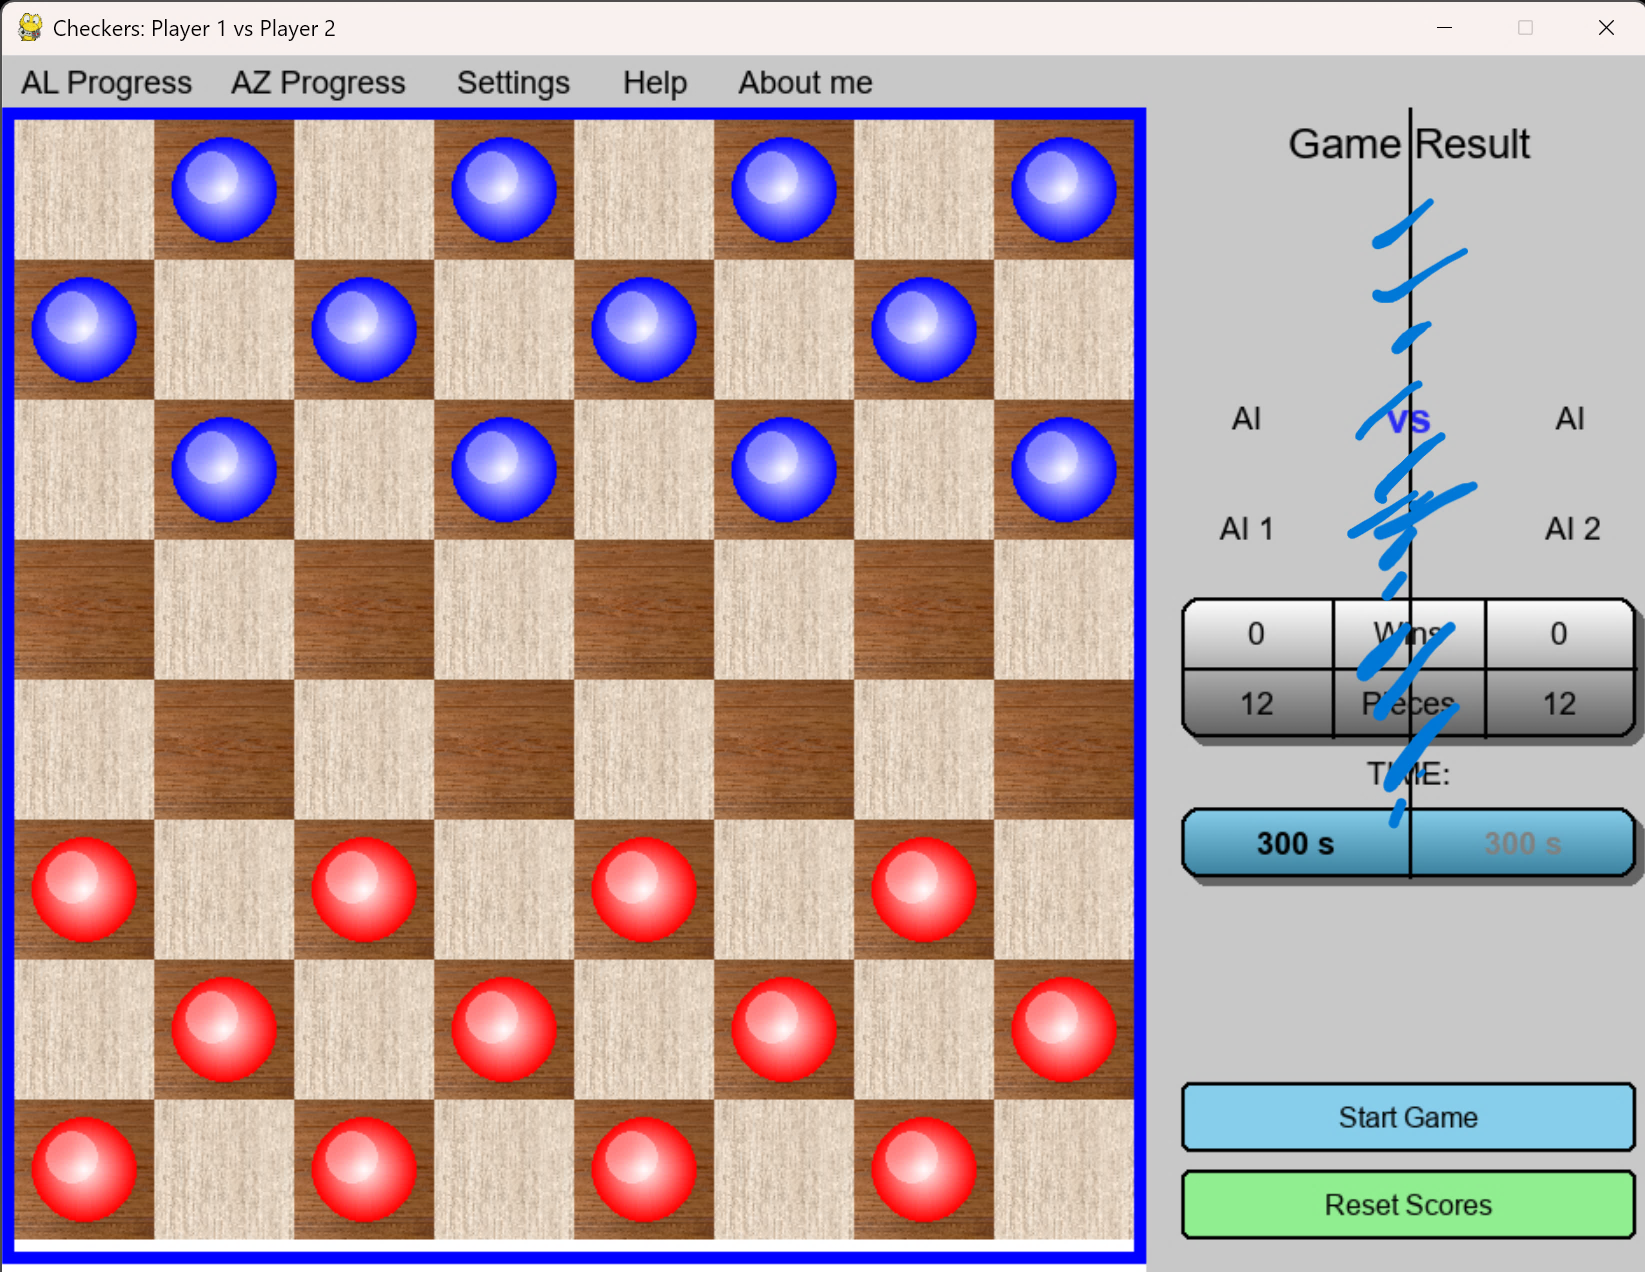 Checkers: Player 1 vs Player 2
AL Progress AZ Progress Settings Help About me
Game Result
AI vs AI
AI 1 AI 2
0 Wins 0
12 Pieces 12
TIME:
300 s 300 s
Start Game
Reset Scores